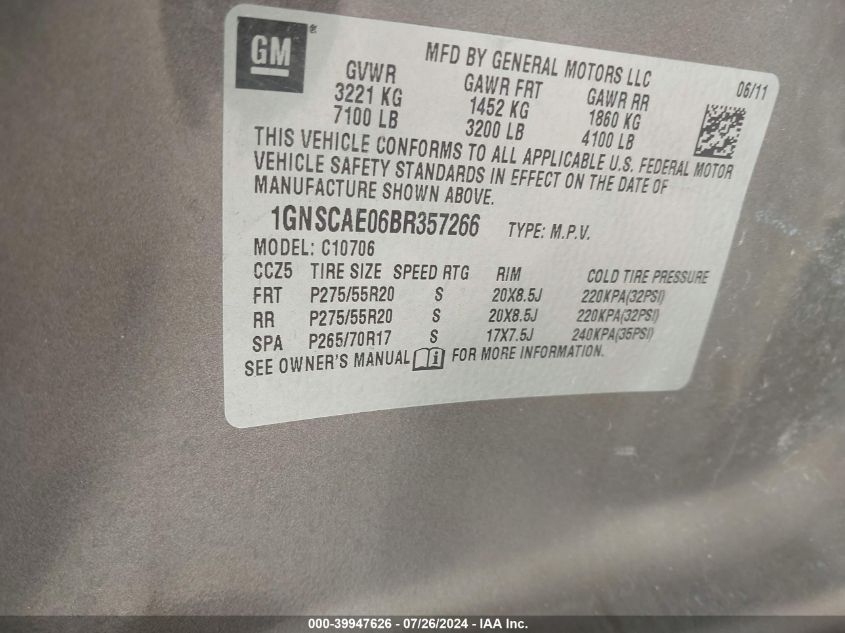 GM ®
MFD BY GENERAL MOTORS LLC
06/11
GVWR GAWR FRT GAWR RR
3221 KG 1452 KG 1860 KG
7100 LB 3200 LB 4100 LB
THIS VEHICLE CONFORMS TO ALL APPLICABLE U.S. FEDERAL MOTOR
VEHICLE SAFETY STANDARDS IN EFFECT ON THE DATE OF
MANUFACTURE SHOWN ABOVE.
1GNSCAE06BR357266 TYPE: M.P.V.
MODEL: C10706
CCZ5 TIRE SIZE SPEED RTG RIM COLD TIRE PRESSURE
FRT P275/55R20 S 20X8.5J 220KPA(32PSI)
RR P275/55R20 S 20X8.5J 220KPA(32PSI)
SPA P265/70R17 S 17X7.5J 240KPA(35PSI)
SEE OWNER'S MANUAL i FOR MORE INFORMATION.
000-39947626 - 07/26/2024 - IAA Inc.